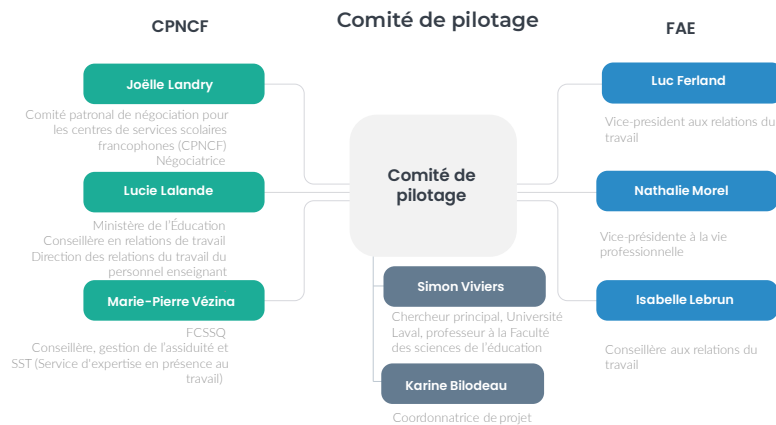 Comité de pilotage
CPNCF
Joëlle Landry
Comité patronal de négociation pour
les centres de services scolaires
francophones (CPNCF)
Négociatrice
Lucie Lalande
Ministère de l'Éducation
Conseillère en relations de travail
Direction des relations du travail du
personnel enseignant
Marie-Pierre Vézina
FCSSQ
Conseillère, gestion de l'assiduité et
SST (Service d'expertise en présence au
travail)
Comité de
pilotage
Simon Viviers
Chercheur principal, Université
Laval, professeur à la Faculté
des sciences de l'éducation
Karine Bilodeau
Coordonnatrice de projet
FAE
Luc Ferland
Vice-president aux relations du
travail
Nathalie Morel
Vice-présidente à la vie
professionnelle
Isabelle Lebrun
Conseillère aux relations du
travail